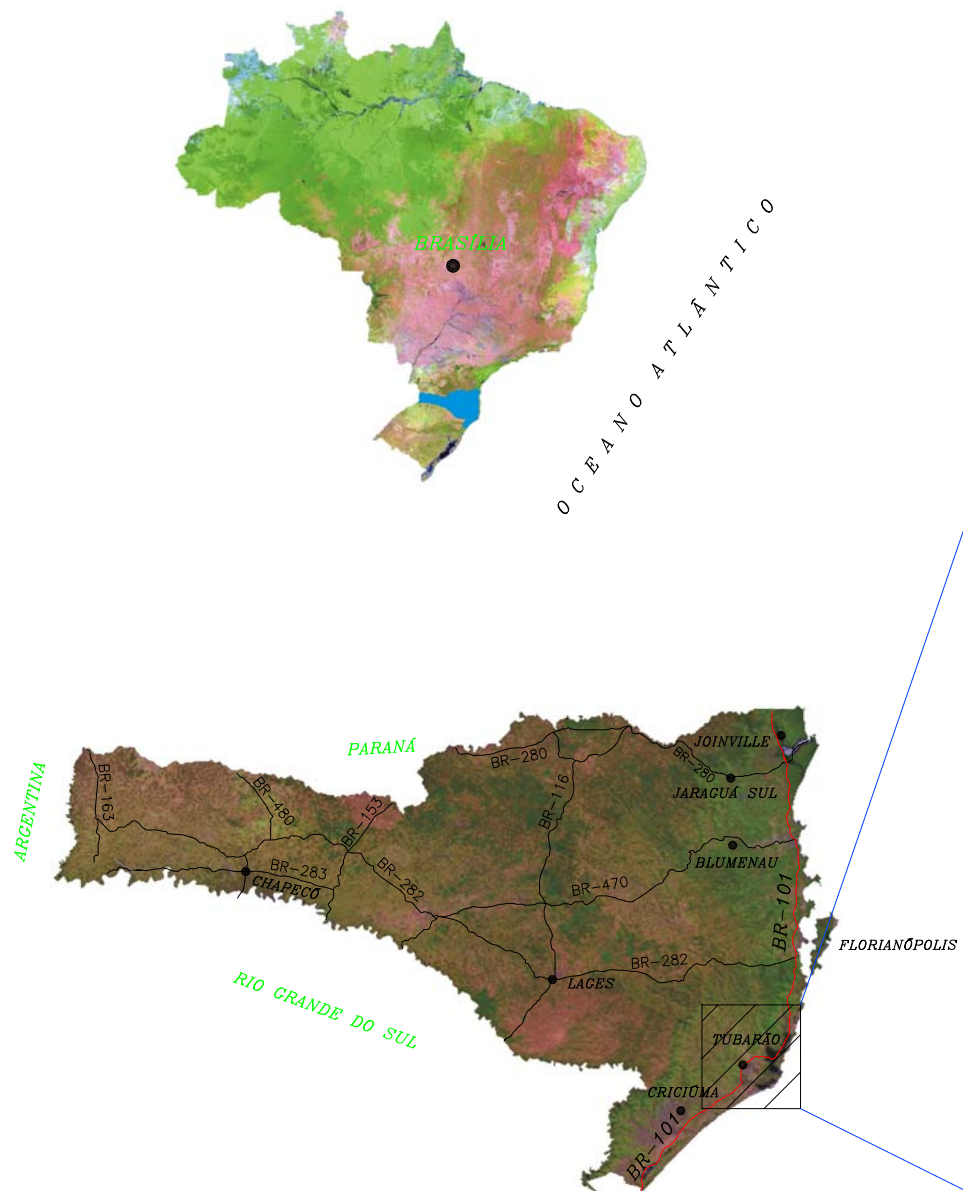 BRASÍLIA
OCEANO ATLÂNTICO
PARANÁ
ARGENTINA
RIO GRANDE DO SUL
JOINVILLE
BR-280
BR-280
JARAGUÁ SUL
BR-163
BR-480
BR-153
BR-116
BLUMENAU
BR-283
CHAPECÓ
BR-282
BR-470
BR-101
FLORIANÓPOLIS
BR-282
LAGES
TUBARÃO
CRICIÚMA
BR-101